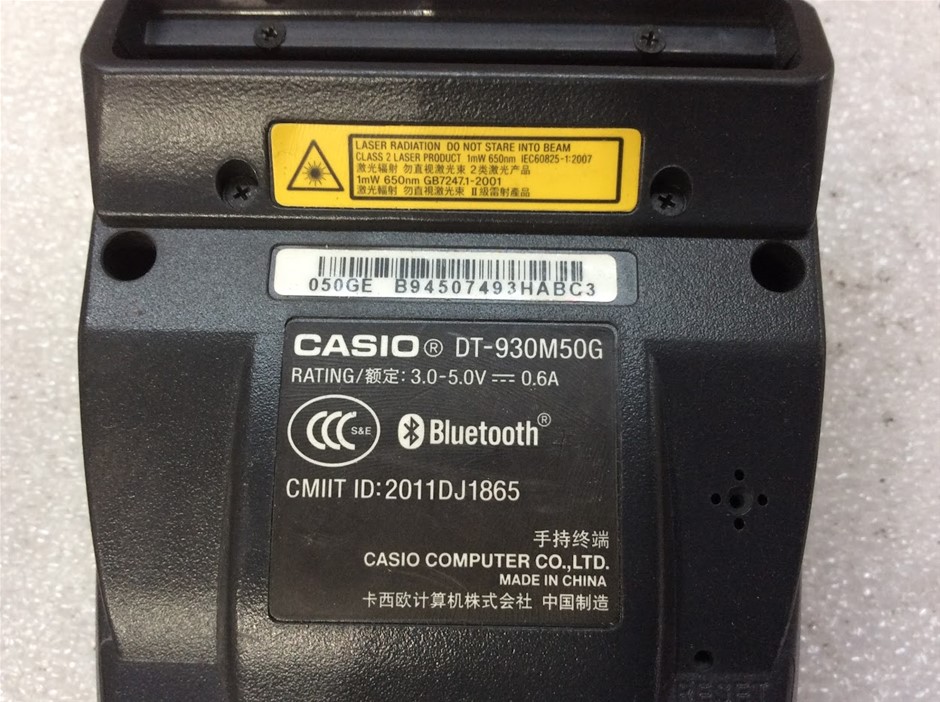 LASER RADIATION DO NOT STARE INTO BEAM
CLASS 2 LASER PRODUCT 1mW 650nm IEC60825-1:2007
激光辐射 勿直视激光束 2类激光产品
1mW 650nm GB7247.1-2001
激光輻射 勿直視激光束 II級雷射產品
050GE B94507493HABC3
CASIO® DT-930M50G
RATING/额定: 3.0-5.0V ⎓ 0.6A
CCC S&E Bluetooth®
CMIIT ID: 2011DJ1865
手持终端
CASIO COMPUTER CO.,LTD.
MADE IN CHINA
卡西欧计算机株式会社 中国制造
RESET